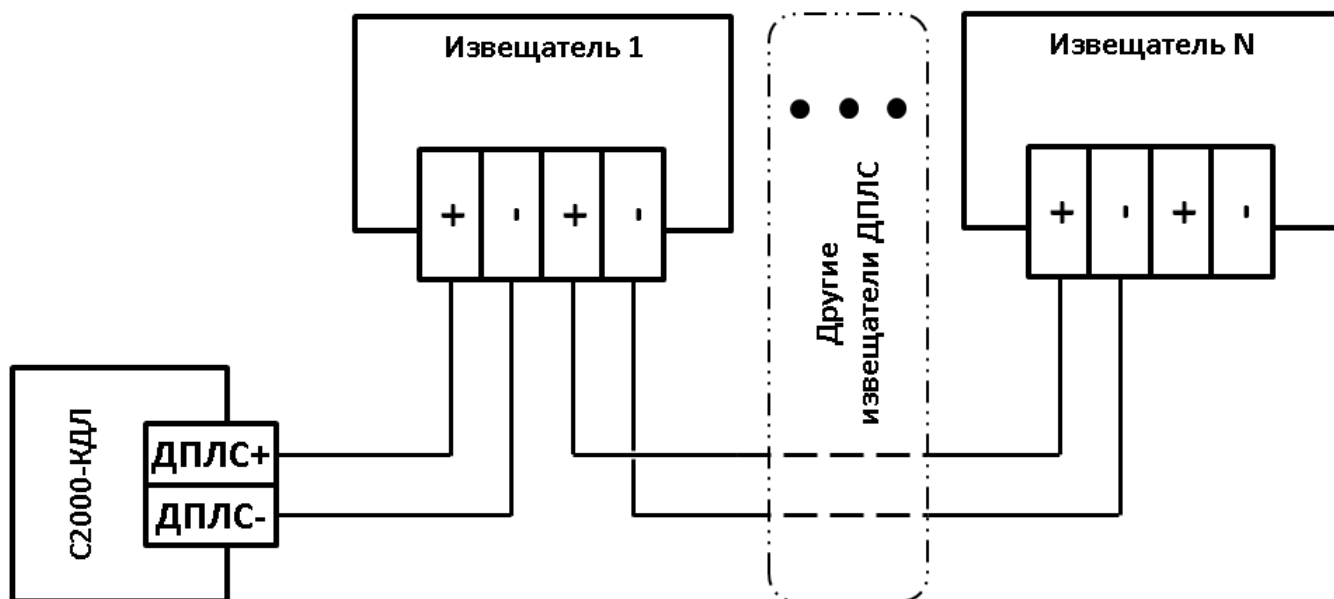 Извещатель 1
+ - + -
Другие
извещатели ДПЛС
Извещатель N
+ - + -
С2000-КДЛ
ДПЛС+
ДПЛС-